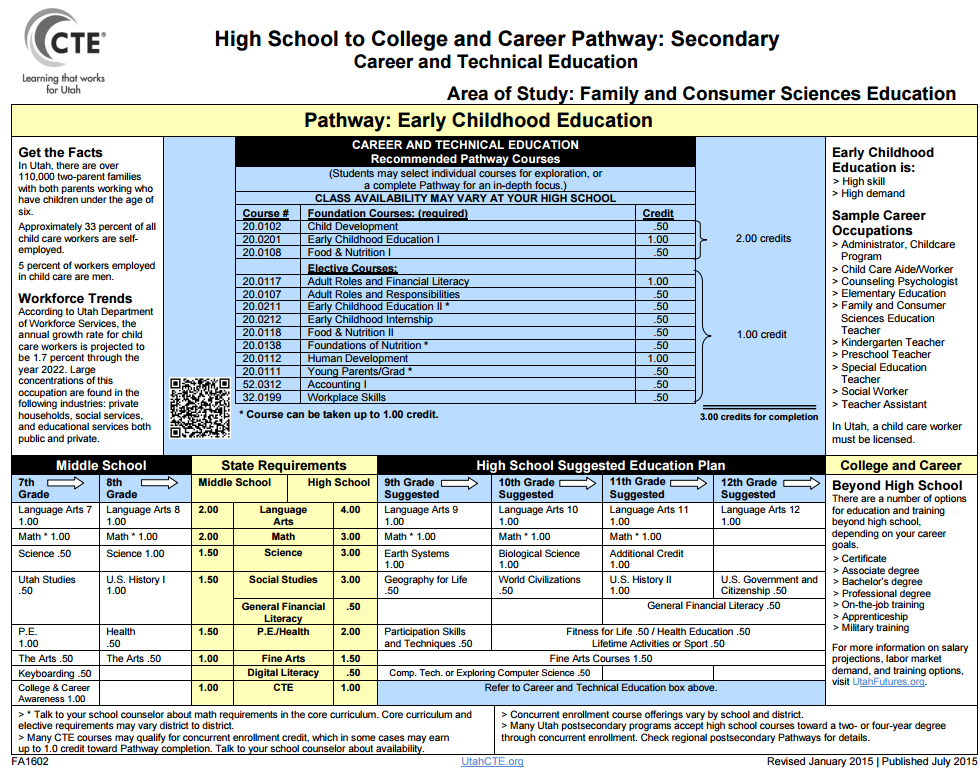 CTE®
Learning that works
for Utah
High School to College and Career Pathway: Secondary
Career and Technical Education
Area of Study: Family and Consumer Sciences Education
Pathway: Early Childhood Education
Get the Facts
In Utah, there are over
110,000 two-parent families
with both parents working who
have children under the age of
six.
Approximately 33 percent of all
child care workers are self-
employed.
5 percent of workers employed
in child care are men.
Workforce Trends
According to Utah Department
of Workforce Services, the
annual growth rate for child
care workers is projected to
be 1.7 percent through the
year 2022. Large
concentrations of this
occupation are found in the
following industries: private
households, social services,
and educational services both
public and private.
CAREER AND TECHNICAL EDUCATION
Recommended Pathway Courses
(Students may select individual courses for exploration, or
a complete Pathway for an in-depth focus.)
CLASS AVAILABILITY MAY VARY AT YOUR HIGH SCHOOL
Course # Foundation Courses: (required) Credit
20.0102 Child Development .50
20.0201 Early Childhood Education I 1.00
20.0108 Food & Nutrition I .50
2.00 credits
Elective Courses:
20.0117 Adult Roles and Financial Literacy 1.00
20.0107 Adult Roles and Responsibilities .50
20.0211 Early Childhood Education II * .50
20.0212 Early Childhood Internship .50
20.0118 Food & Nutrition II .50
20.0138 Foundations of Nutrition * .50
20.0112 Human Development 1.00
20.0111 Young Parents/Grad * .50
52.0312 Accounting I .50
32.0199 Workplace Skills .50
1.00 credit
* Course can be taken up to 1.00 credit.
3.00 credits for completion
Early Childhood
Education is:
> High skill
> High demand
Sample Career
Occupations
> Administrator, Childcare
Program
> Child Care Aide/Worker
> Counseling Psychologist
> Elementary Education
> Family and Consumer
Sciences Education
Teacher
> Kindergarten Teacher
> Preschool Teacher
> Special Education
Teacher
> Social Worker
> Teacher Assistant
In Utah, a child care worker
must be licensed.
Middle School State Requirements High School Suggested Education Plan College and Career
7th Grade 8th Grade Middle School High School 9th Grade Suggested 10th Grade Suggested 11th Grade Suggested 12th Grade Suggested
Language Arts 7 1.00 Language Arts 8 1.00 2.00 Language Arts 4.00 Language Arts 9 1.00 Language Arts 10 1.00 Language Arts 11 1.00 Language Arts 12 1.00
Math * 1.00 Math * 1.00 2.00 Math 3.00 Math * 1.00 Math * 1.00 Math * 1.00
Science .50 Science 1.00 1.50 Science 3.00 Earth Systems 1.00 Biological Science 1.00 Additional Credit 1.00
Utah Studies .50 U.S. History I 1.00 1.50 Social Studies 3.00 Geography for Life .50 World Civilizations .50 U.S. History II 1.00 U.S. Government and Citizenship .50
General Financial Literacy .50 General Financial Literacy .50
P.E. 1.00 Health .50 1.50 P.E./Health 2.00 Participation Skills and Techniques .50 Fitness for Life .50 / Health Education .50 Lifetime Activities or Sport .50
The Arts .50 The Arts .50 1.00 Fine Arts 1.50 Fine Arts Courses 1.50
Keyboarding .50 Digital Literacy .50 Comp. Tech. or Exploring Computer Science .50
College & Career Awareness 1.00 1.00 CTE 1.00 Refer to Career and Technical Education box above.
Beyond High School
There are a number of options
for education and training
beyond high school,
depending on your career
goals.
> Certificate
> Associate degree
> Bachelor's degree
> Professional degree
> On-the-job training
> Apprenticeship
> Military training
For more information on salary
projections, labor market
demand, and training options,
visit UtahFutures.org.
> * Talk to your school counselor about math requirements in the core curriculum. Core curriculum and
elective requirements may vary district to district.
> Many CTE courses may qualify for concurrent enrollment credit, which in some cases may earn
up to 1.0 credit toward Pathway completion. Talk to your school counselor about availability.
> Concurrent enrollment course offerings vary by school and district.
> Many Utah postsecondary programs accept high school courses toward a two- or four-year degree
through concurrent enrollment. Check regional postsecondary Pathways for details.
FA1602 UtahCTE.org Revised January 2015 | Published July 2015